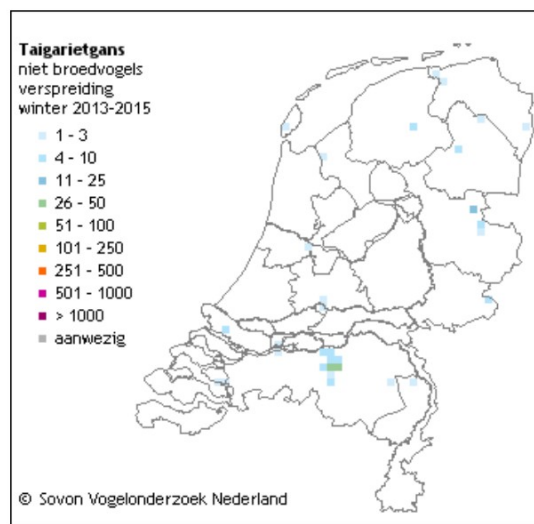 Taigarietgans
niet broedvogels
verspreiding
winter 2013-2015
1 - 3
4 - 10
11 - 25
26 - 50
51 - 100
101 - 250
251 - 500
501 - 1000
> 1000
aanwezig
© Sovon Vogelonderzoek Nederland